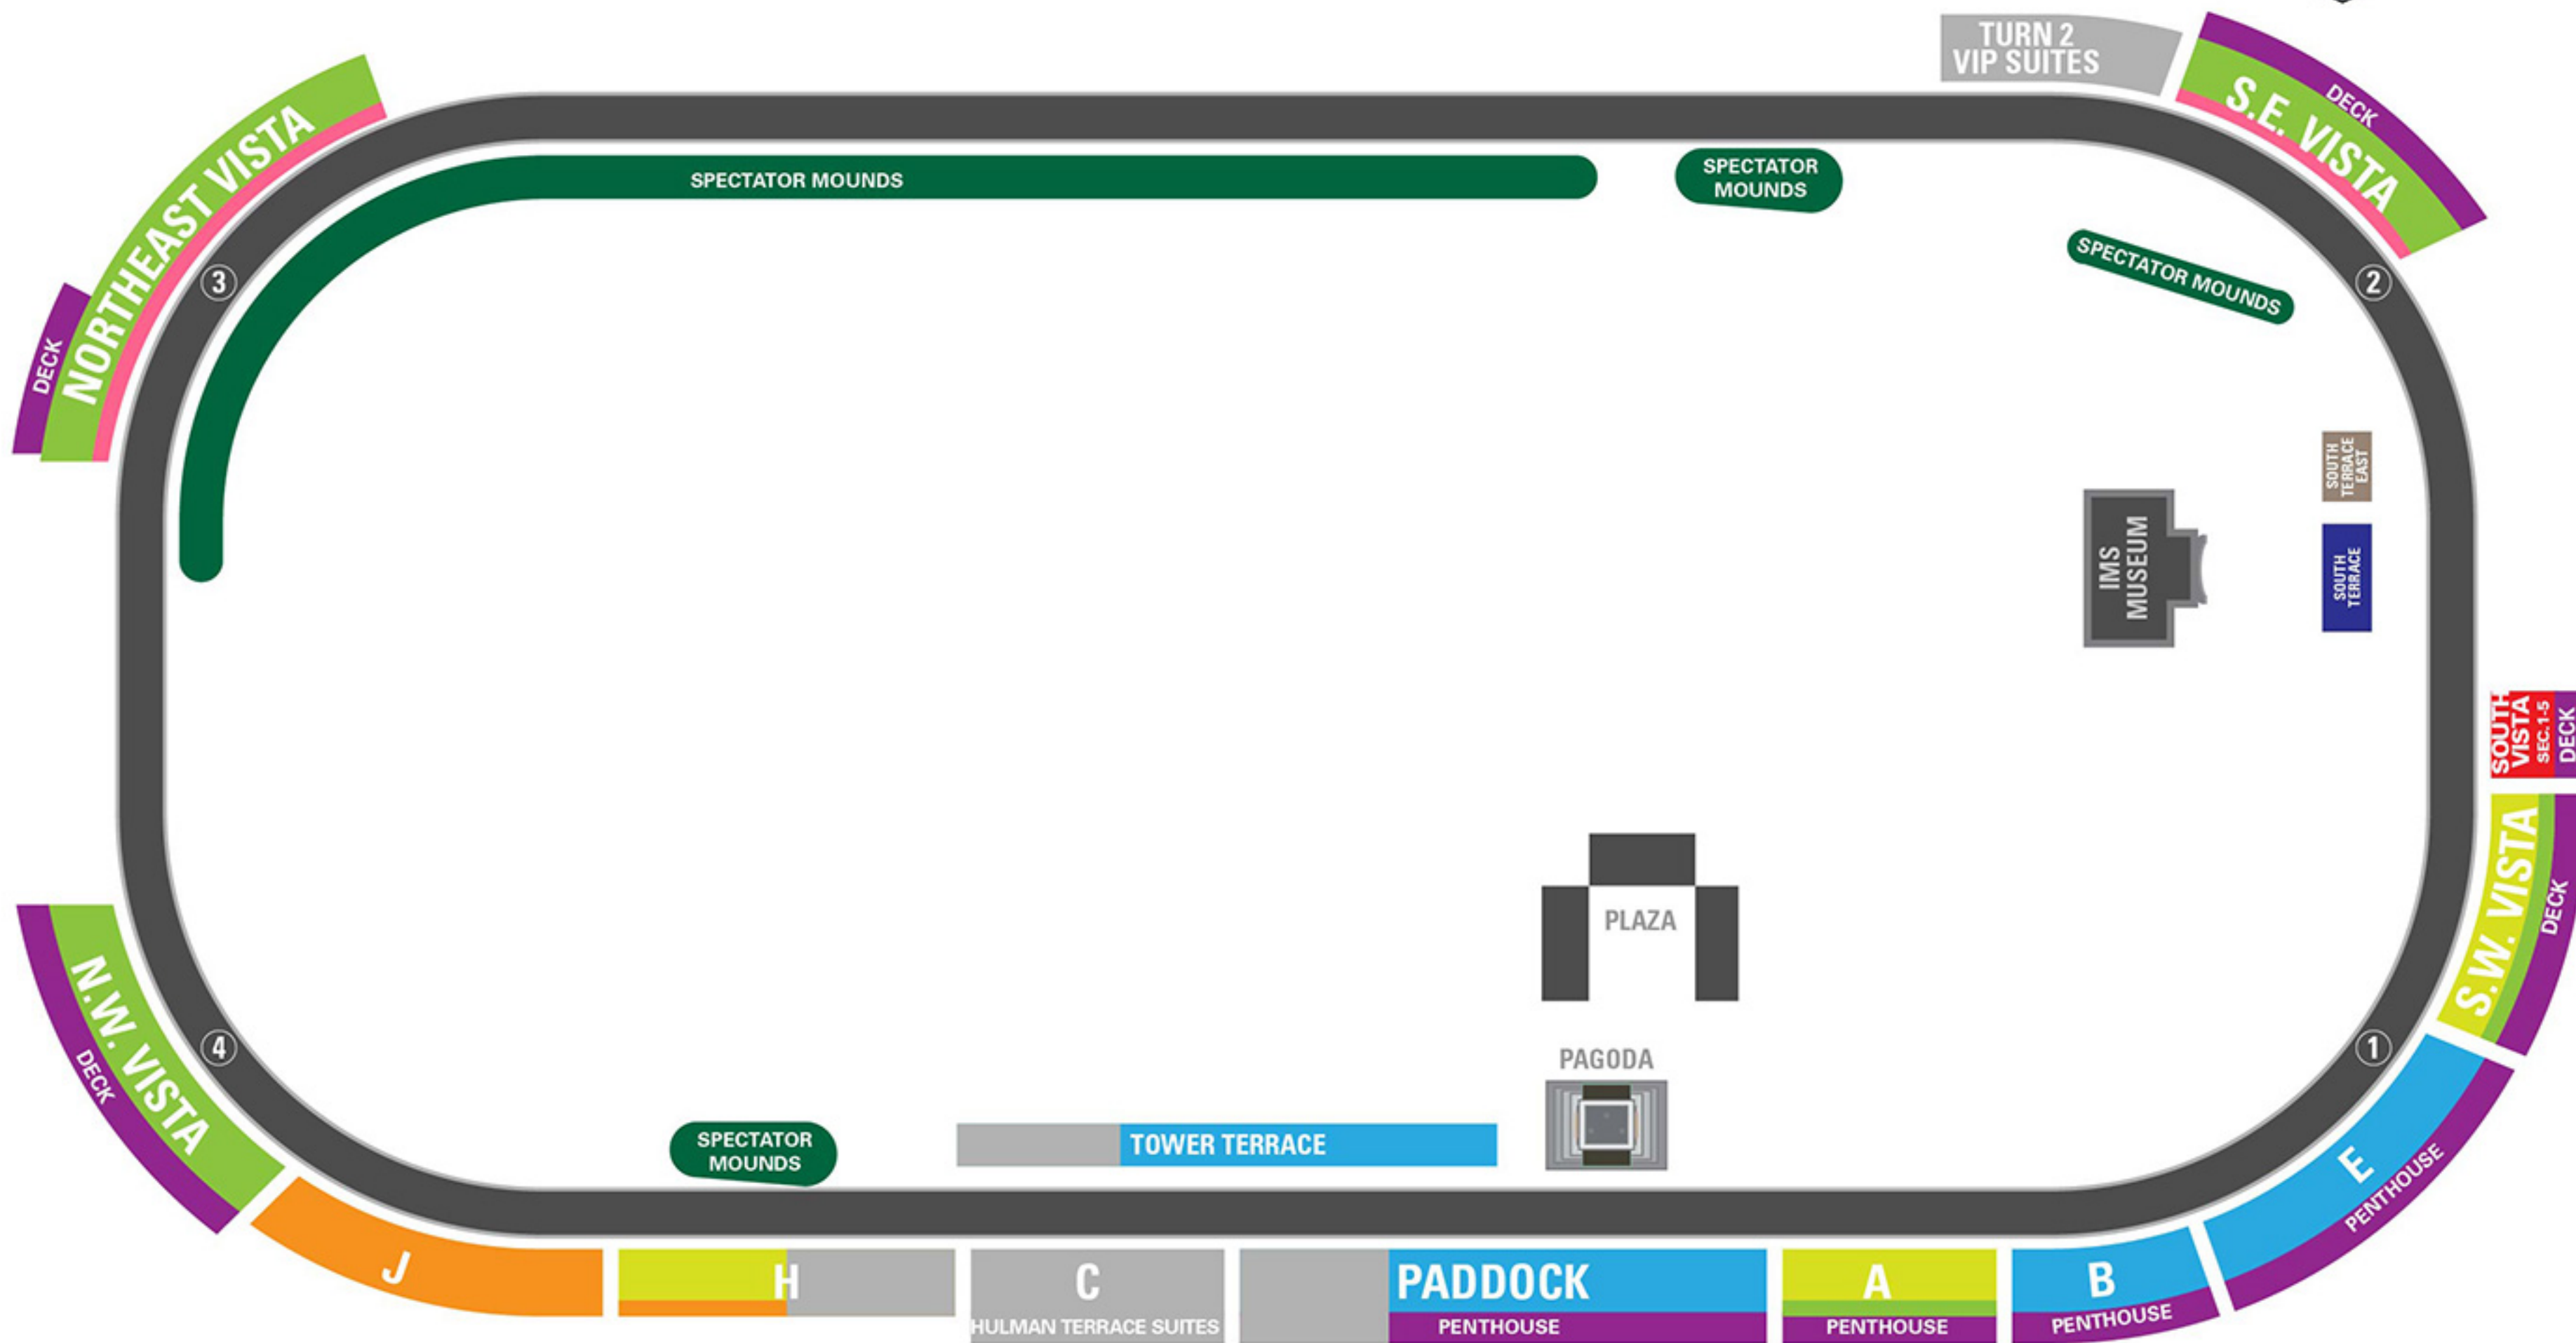 TURN 2
VIP SUITES
DECK
S.E. VISTA
NORTHEAST VISTA
DECK
SPECTATOR MOUNDS
SPECTATOR
MOUNDS
SPECTATOR MOUNDS
3
2
SOUTH
TERRACE
EAST
IMS
MUSEUM
SOUTH
TERRACE
SOUTH
VISTA
SEC. 1-5
DECK
S.W. VISTA
DECK
PLAZA
N.W. VISTA
DECK
4
1
PAGODA
SPECTATOR
MOUNDS
TOWER TERRACE
E
PENTHOUSE
J
H
C
HULMAN TERRACE SUITES
PADDOCK
PENTHOUSE
A
PENTHOUSE
B
PENTHOUSE